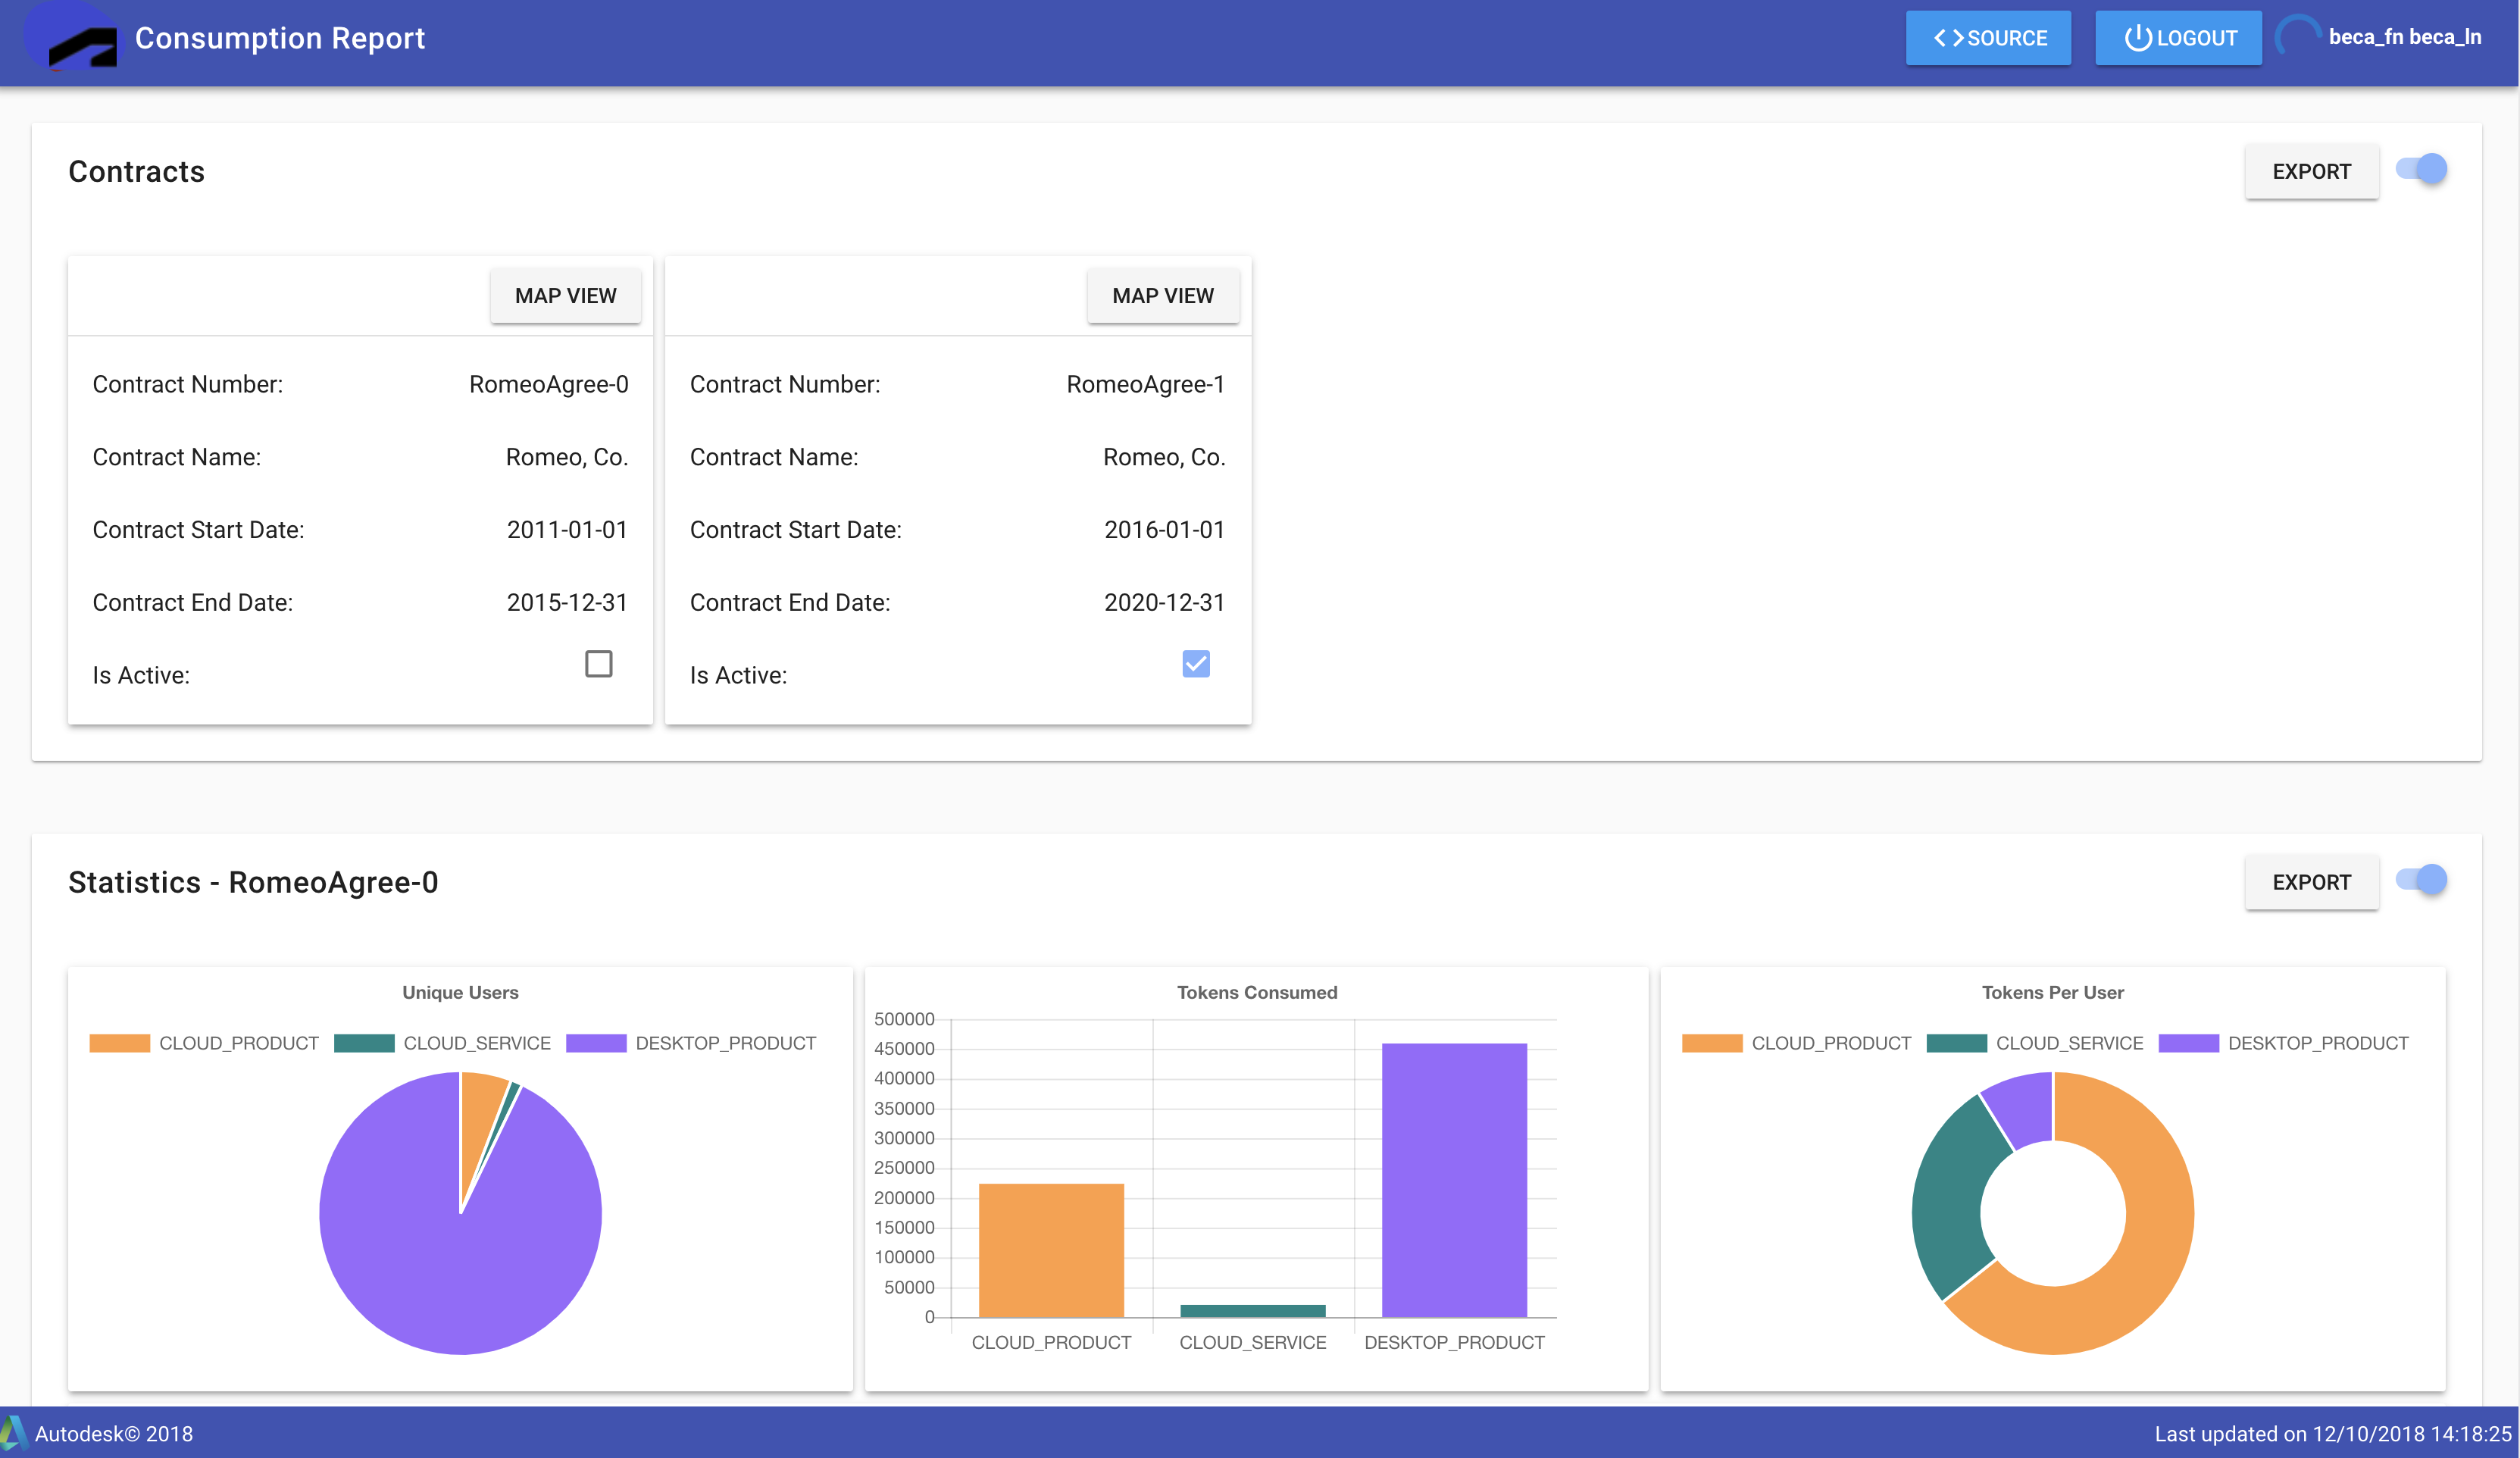 Consumption Report
SOURCE
LOGOUT
beca_fn beca_ln
Contracts
EXPORT
MAP VIEW
Contract Number: RomeoAgree-0
Contract Name: Romeo, Co.
Contract Start Date: 2011-01-01
Contract End Date: 2015-12-31
Is Active:
MAP VIEW
Contract Number: RomeoAgree-1
Contract Name: Romeo, Co.
Contract Start Date: 2016-01-01
Contract End Date: 2020-12-31
Is Active:
Statistics - RomeoAgree-0
EXPORT
Unique Users
CLOUD_PRODUCT CLOUD_SERVICE DESKTOP_PRODUCT
Tokens Consumed
500000
450000
400000
350000
300000
250000
200000
150000
100000
50000
0
CLOUD_PRODUCT CLOUD_SERVICE DESKTOP_PRODUCT
Tokens Per User
CLOUD_PRODUCT CLOUD_SERVICE DESKTOP_PRODUCT
Autodesk© 2018
Last updated on 12/10/2018 14:18:25